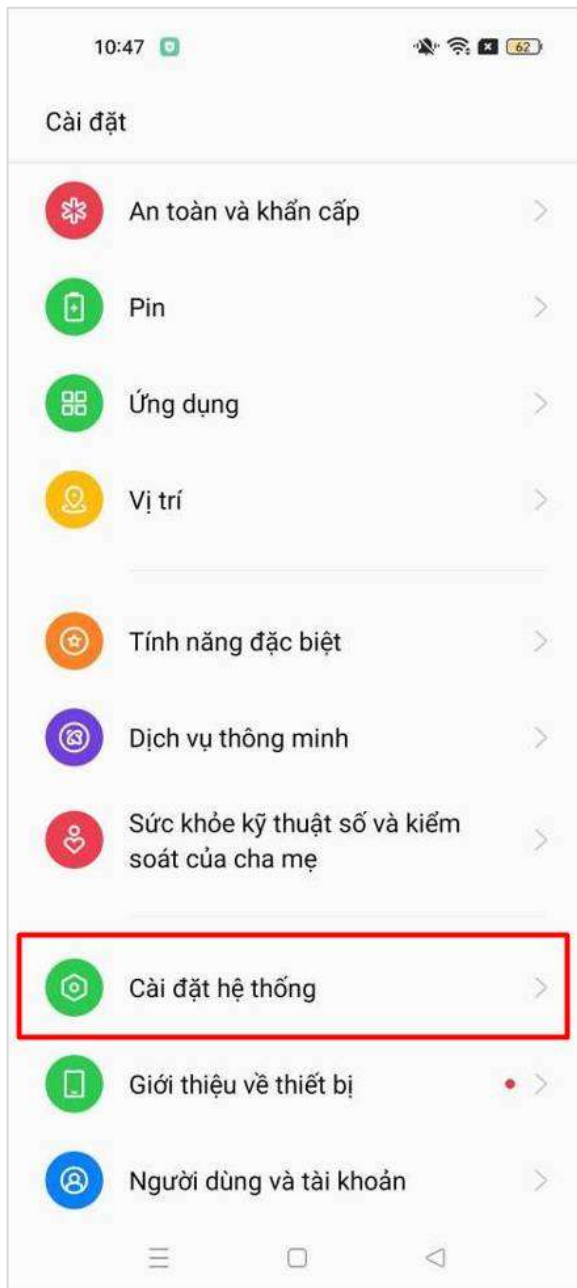 10:47
62
Cài đặt
An toàn và khẩn cấp
Pin
Ứng dụng
Vị trí
Tính năng đặc biệt
Dịch vụ thông minh
Sức khỏe kỹ thuật số và kiểm
soát của cha mẹ
Cài đặt hệ thống
Giới thiệu về thiết bị
Người dùng và tài khoản